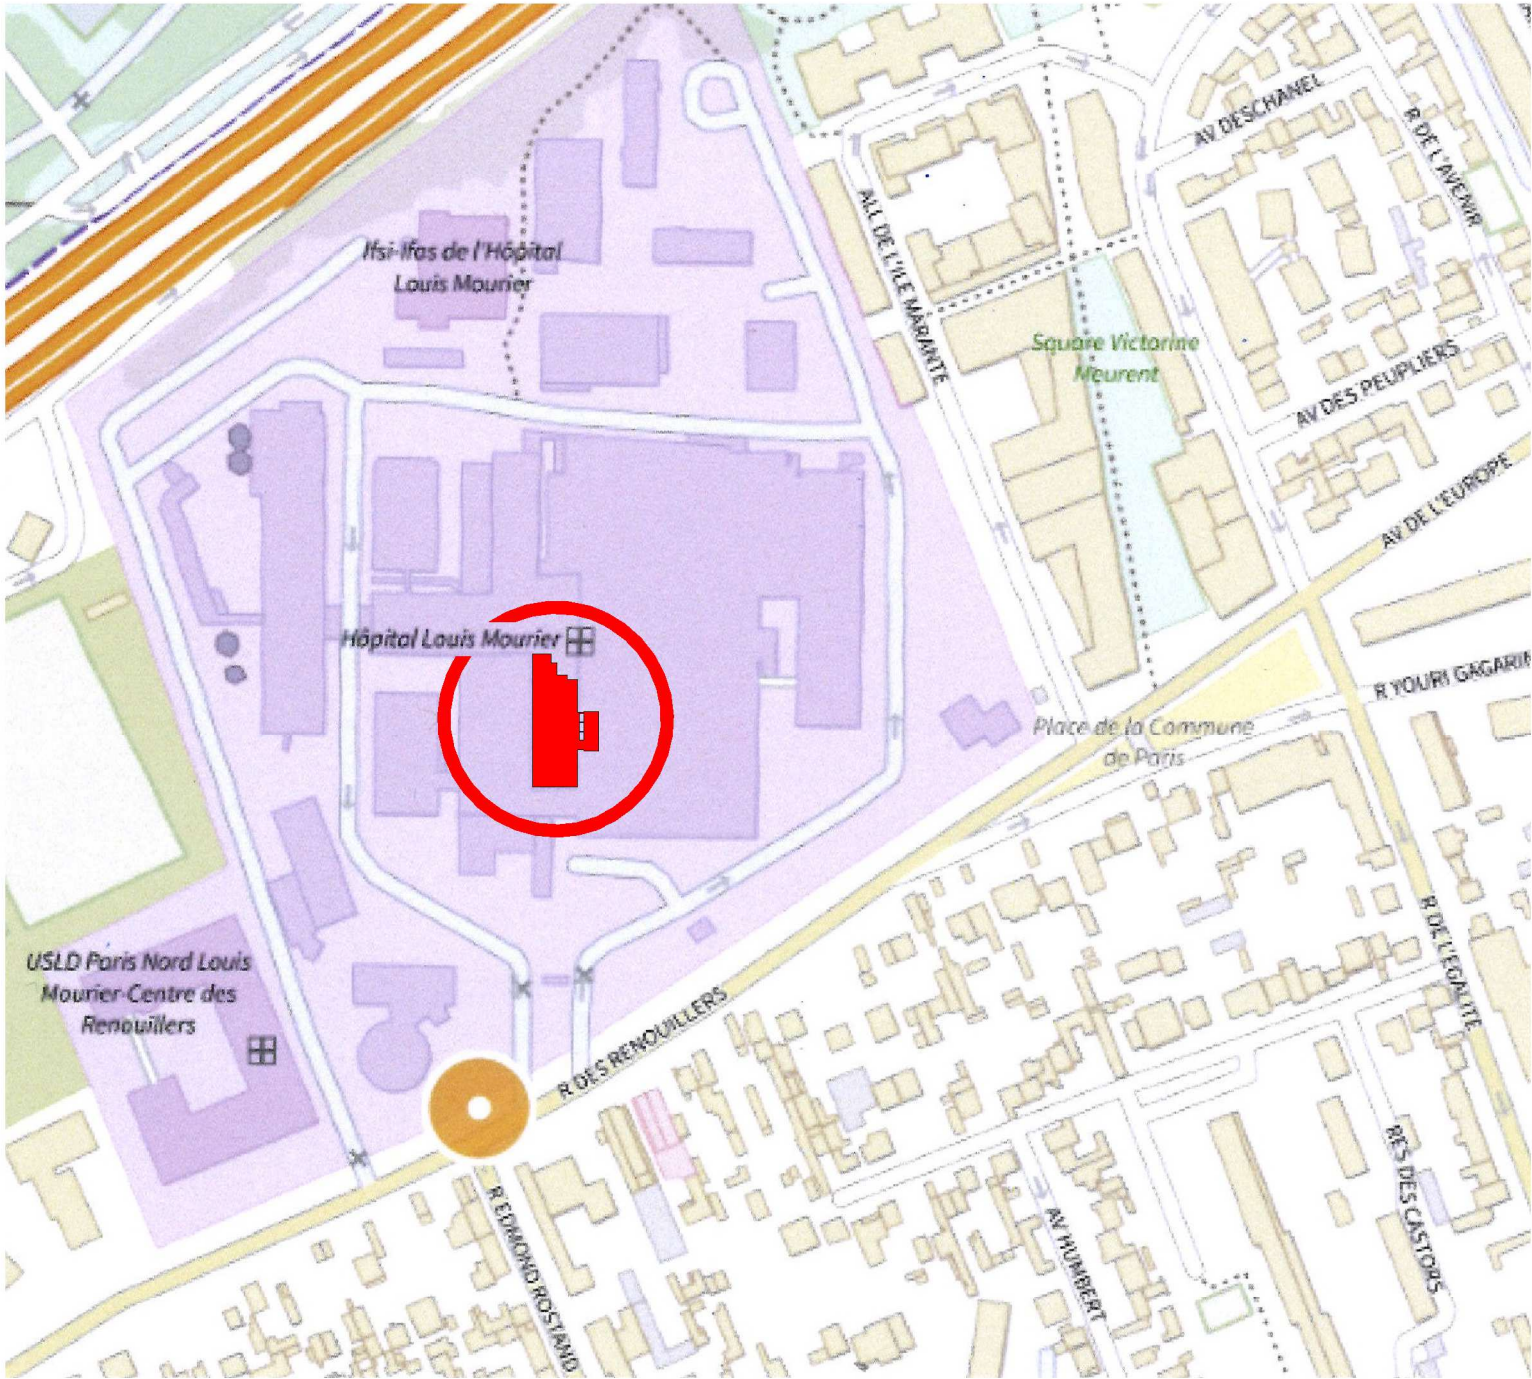 AV DESCHANEL
R DE L'AVENIR
ALL DE L'ILE MARANTE
Ifsi-Ifas de l'Hôpital
Louis Mourier
Square Victorine
Meurent
AV DES PEUPLIERS
AV DE L'EUROPE
Hôpital Louis Mourier
R YOURI GAGARIN
Place de la Commune
de Paris
R DE L'EGALITE
USLD Paris Nord Louis
Mourier-Centre des
Renouillers
R DES RENOUILLERS
R EDMOND ROSTAND
AV HUMBERT
RES DES CASTORS